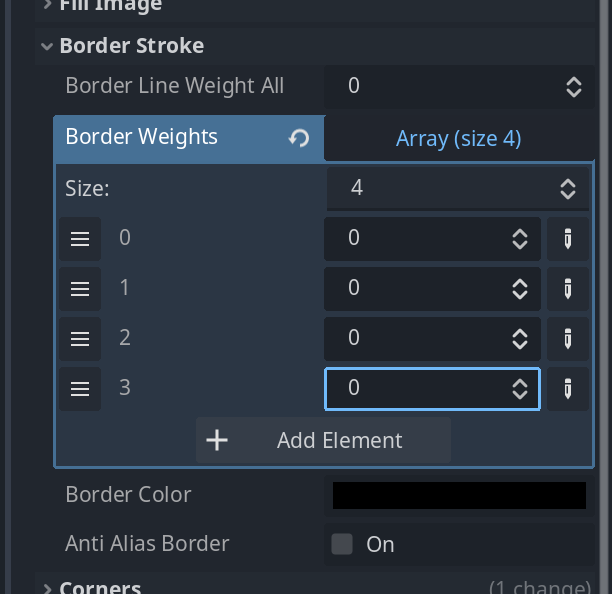 Fill Image
Border Stroke
Border Line Weight All 0
Border Weights Array (size 4)
Size: 4
0 0
1 0
2 0
3 0
Add Element
Border Color
Anti Alias Border On
Corners (1 change)